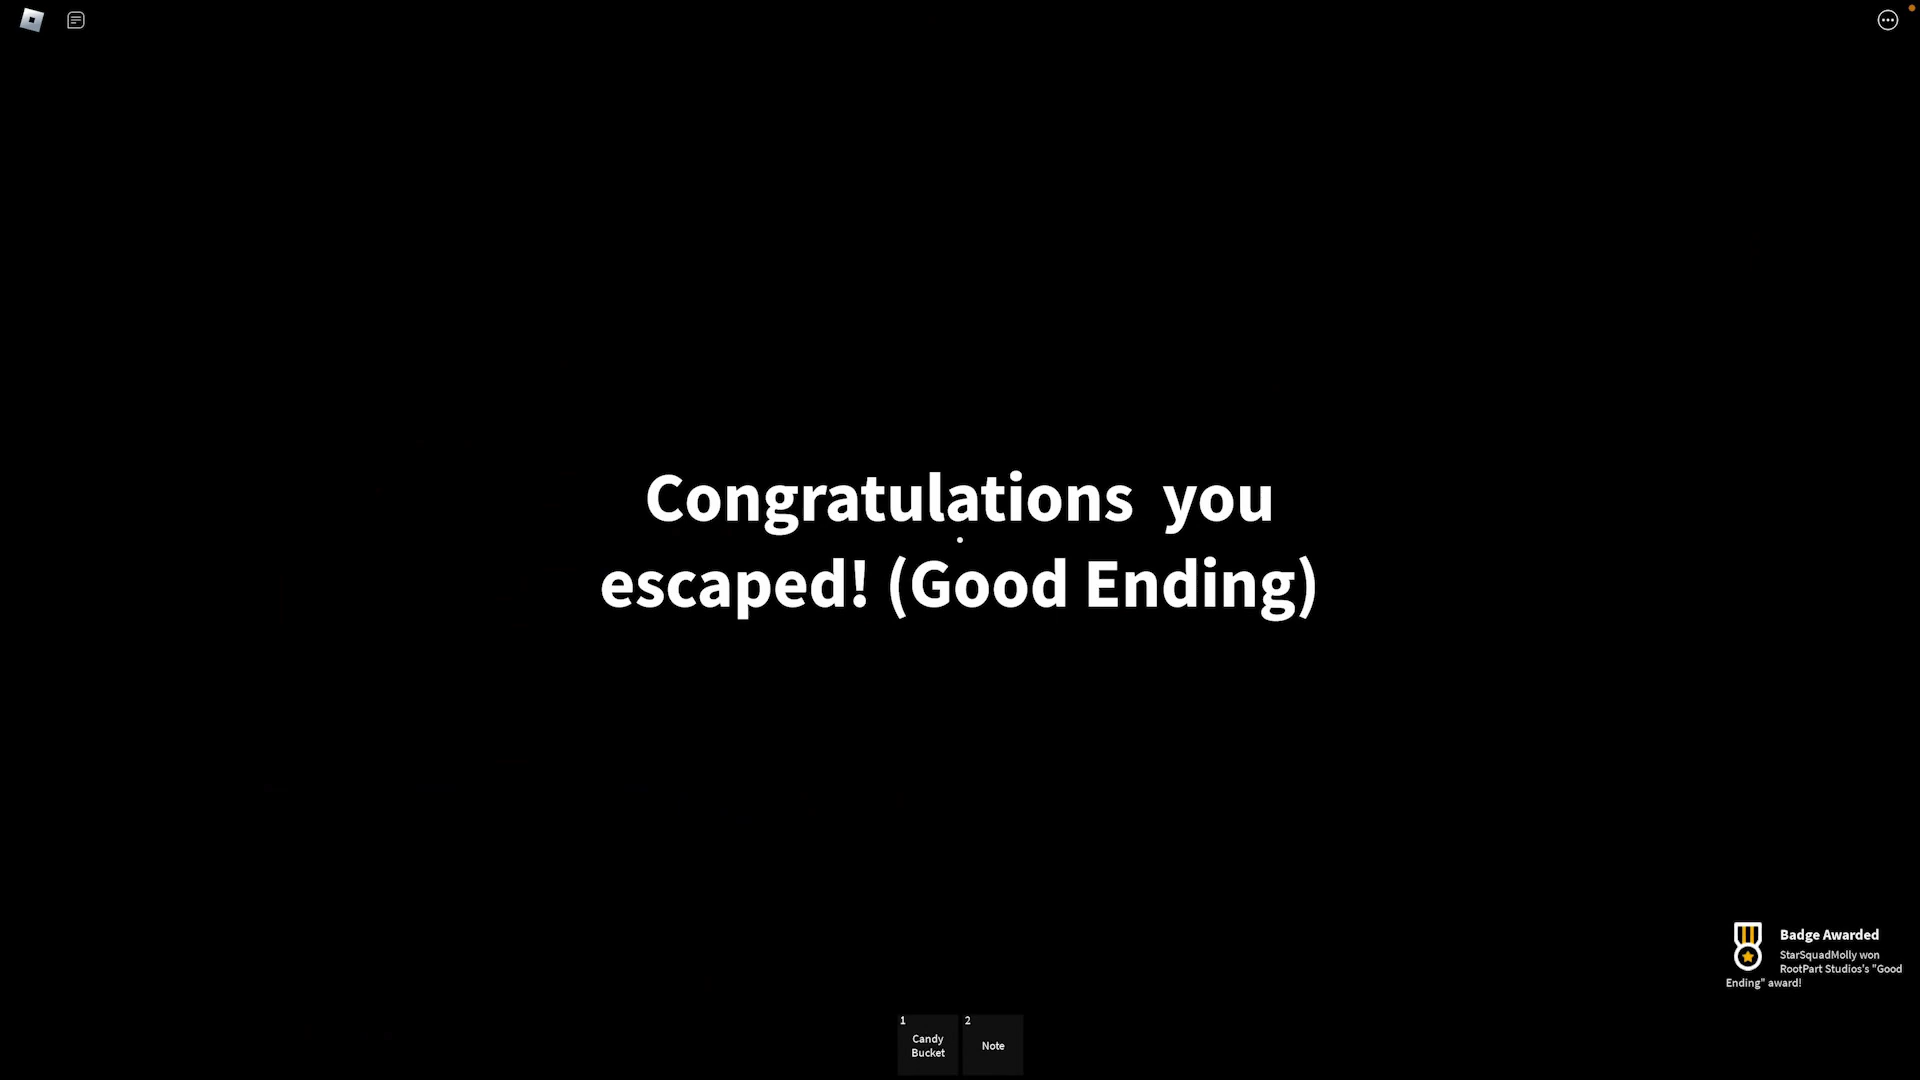 Congratulations  you
escaped! (Good Ending)
Badge Awarded
StarSquadMolly won
RootPart Studios's "Good
Ending" award!
1
Candy
Bucket
2
Note